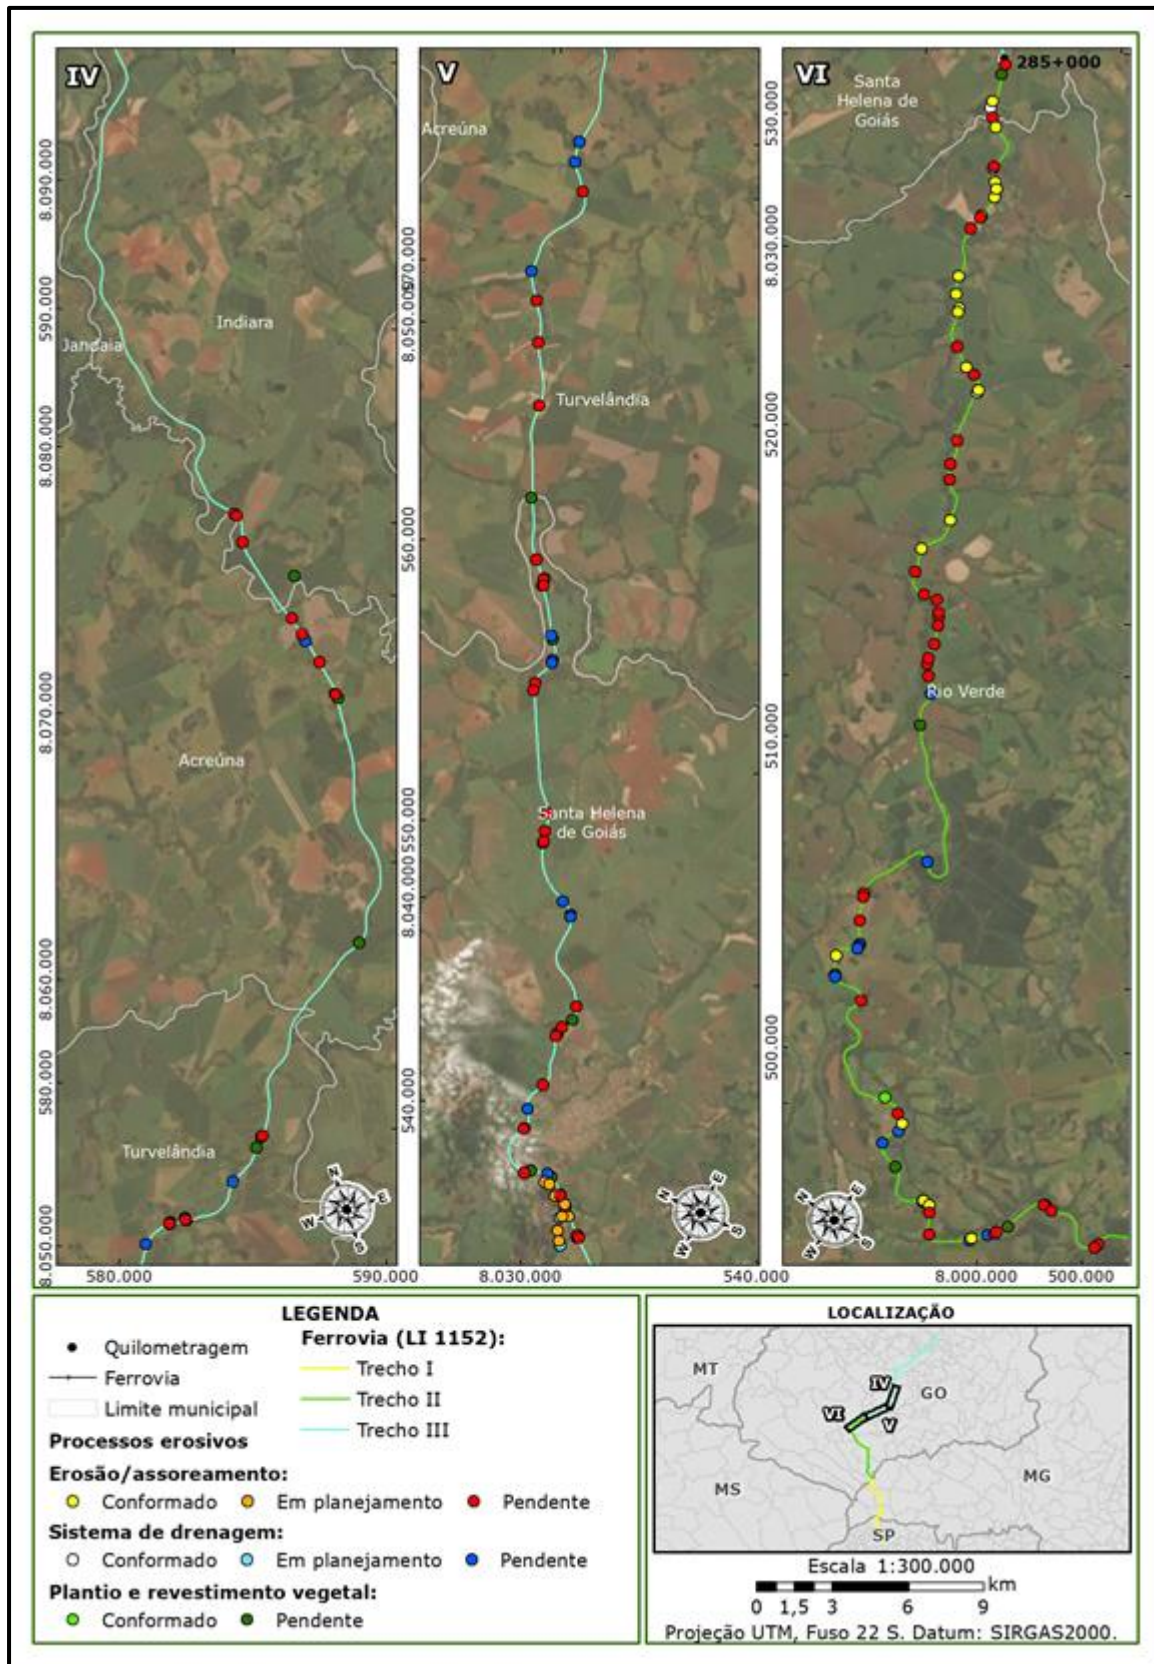 IV
8.090.000
590.000
8.080.000
8.070.000
8.060.000
580.000
8.050.000
Jandaia
Indiara
Acreúna
Turvelândia
N
E
W
S
580.000
590.000
V
Acreúna
570.000
8.050.000
560.000
550.000
8.040.000
540.000
Turvelândia
Santa Helena
de Goiás
N
E
W
S
8.030.000
540.000
VI
285+000
Santa
Helena de
Goiás
530.000
8.030.000
520.000
510.000
500.000
Rio Verde
N
E
W
S
8.000.000
500.000
LEGENDA
Quilometragem
Ferrovia
Limite municipal
Ferrovia (LI 1152):
Trecho I
Trecho II
Trecho III
Processos erosivos
Erosão/assoreamento:
Conformado Em planejamento Pendente
Sistema de drenagem:
Conformado Em planejamento Pendente
Plantio e revestimento vegetal:
Conformado Pendente
LOCALIZAÇÃO
MT
IV
GO
VI
V
MS
MG
SP
Escala 1:300.000
km
0 1,5 3 6 9
Projeção UTM, Fuso 22 S. Datum: SIRGAS2000.